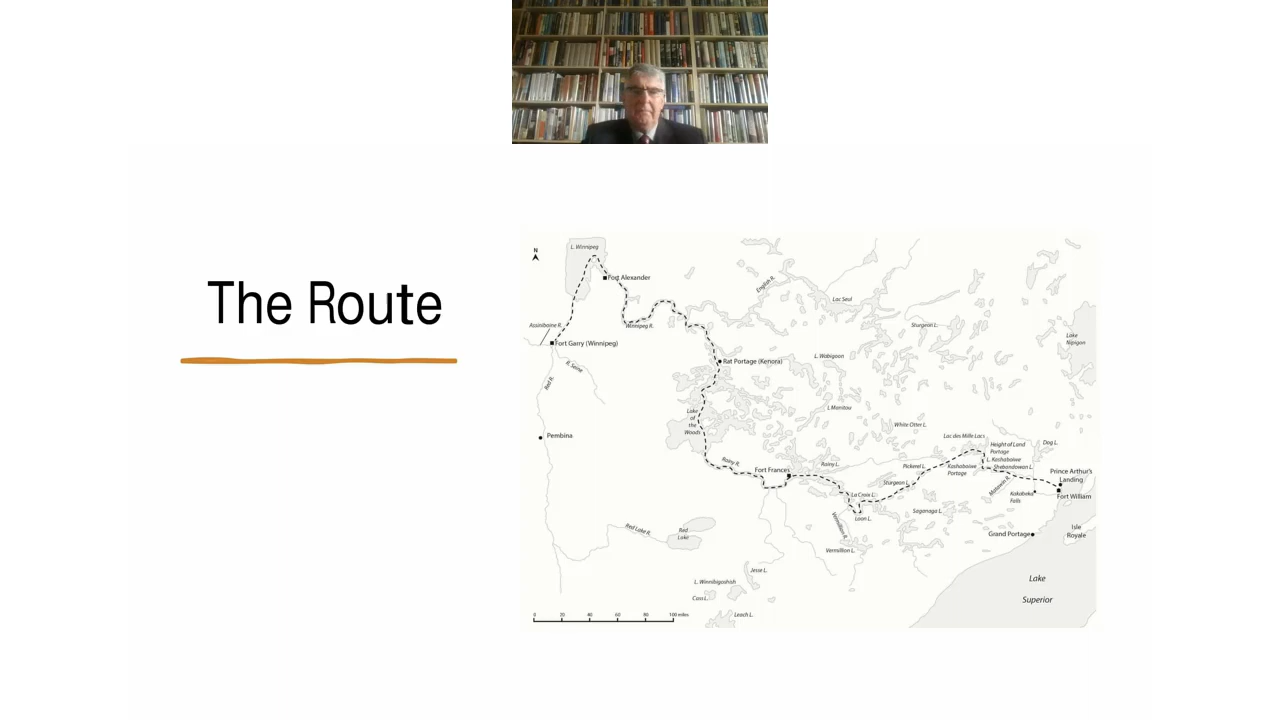 The Route
N
L. Winnipeg
Fort Alexander
English R.
Lac Seul
Assiniboine R.
Winnipeg R.
Sturgeon L.
Lake
Nipigon
Fort Garry (Winnipeg)
Rat Portage (Kenora)
L. Wabigoon
R. Seine
Red R.
Lake
of
the
Woods
L Manitou
White Otter L.
Pembina
Lac des Mille Lacs
Height of Land
Portage
Dog L.
Rainy R.
Fort Frances
Rainy L.
Pickerel L.
Kashaboiwe
Portage
L. Kashaboiwe
Shebandowan L.
Prince Arthur's
Landing
Sturgeon L.
Matawin R.
La Croix L.
Kakabeka
Falls
Fort William
Loon L.
Saganaga L.
Vermillion R.
Red Lake R.
Red
Lake
Grand Portage
Isle
Royale
Vermillion L.
Jesse L.
L. Winnibigoshish
Cass L.
Lake
Superior
Leech L.
0 20 40 60 80 100 miles